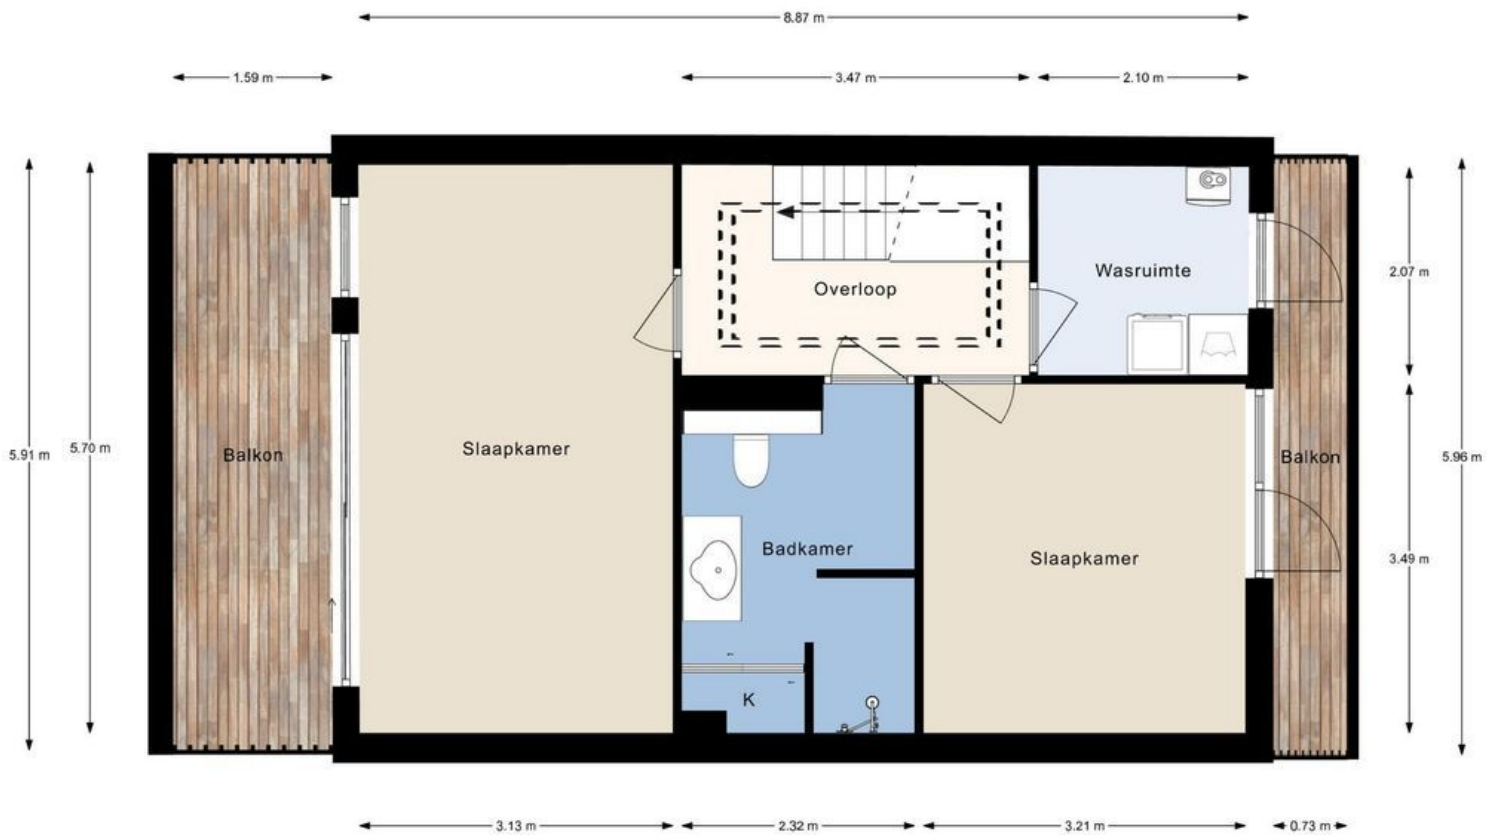 8.87 m
1.59 m
3.47 m
2.10 m
5.91 m
5.70 m
Balkon
Slaapkamer
Overloop
Wasruimte
Badkamer
K
Slaapkamer
Balkon
2.07 m
3.49 m
5.96 m
3.13 m
2.32 m
3.21 m
0.73 m